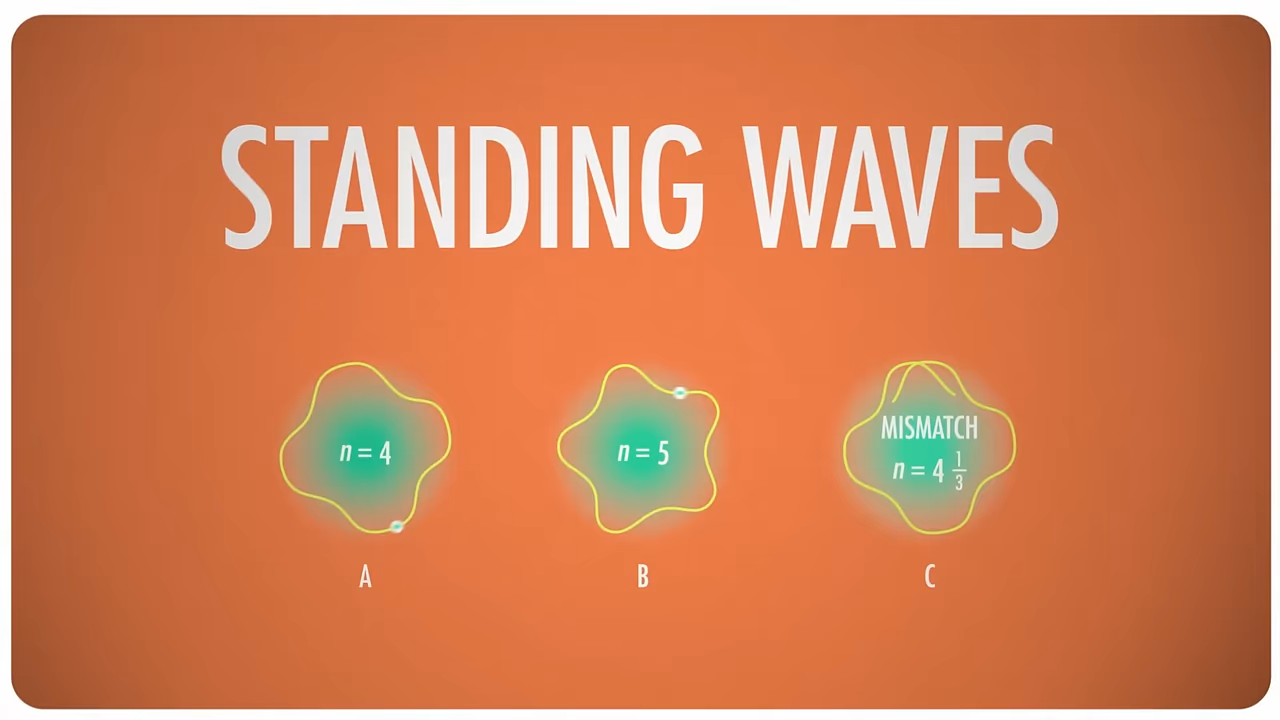 STANDING WAVES
n = 4
n = 5
MISMATCH
n = 4 1/3
A
B
C